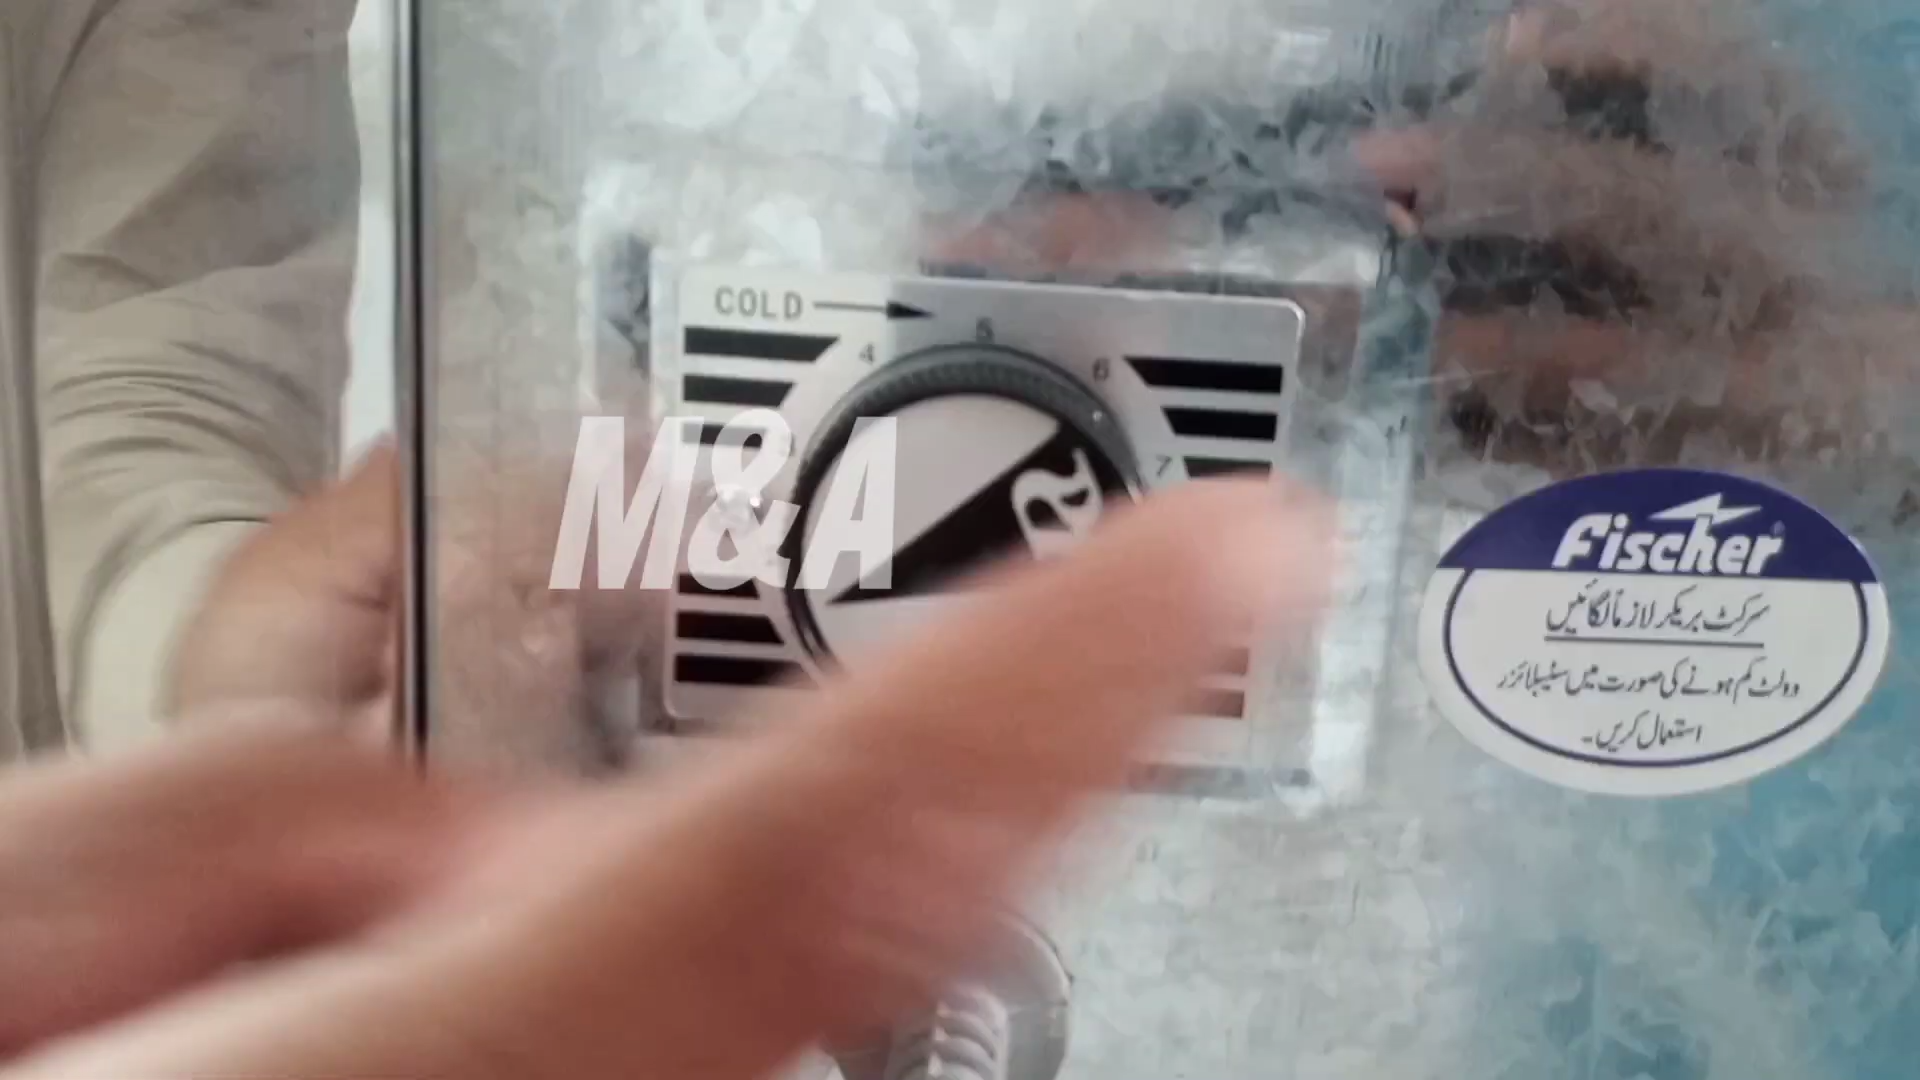 COLD
5
4
6
3
7
M&A
Fischer
سرکٹ بریکر لازماً لگائیں
وولٹ کم ہونے کی صورت میں سٹیبلائزر
استعمال کریں۔